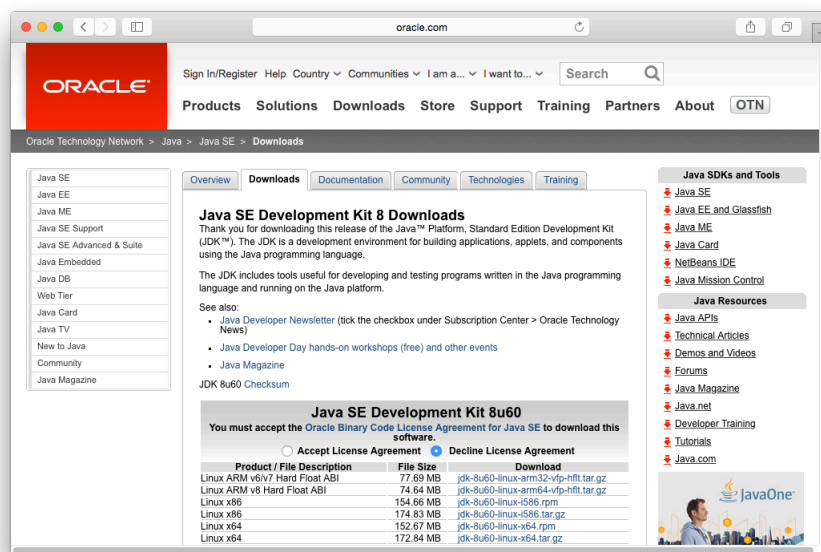 oracle.com
ORACLE
Sign In/Register Help Country Communities I am a... I want to... Search
Products Solutions Downloads Store Support Training Partners About OTN
Oracle Technology Network > Java > Java SE > Downloads
Java SE
Java EE
Java ME
Java SE Support
Java SE Advanced & Suite
Java Embedded
Java DB
Web Tier
Java Card
Java TV
New to Java
Community
Java Magazine
Overview Downloads Documentation Community Technologies Training
Java SE Development Kit 8 Downloads
Thank you for downloading this release of the Java™ Platform, Standard Edition Development Kit
(JDK™). The JDK is a development environment for building applications, applets, and components
using the Java programming language.
The JDK includes tools useful for developing and testing programs written in the Java programming
language and running on the Java platform.
See also:
• Java Developer Newsletter (tick the checkbox under Subscription Center > Oracle Technology
News)
• Java Developer Day hands-on workshops (free) and other events
• Java Magazine
JDK 8u60 Checksum
Java SE Development Kit 8u60
You must accept the Oracle Binary Code License Agreement for Java SE to download this
software.
Accept License Agreement Decline License Agreement
Product / File Description File Size Download
Linux ARM v6/v7 Hard Float ABI 77.69 MB jdk-8u60-linux-arm32-vfp-hflt.tar.gz
Linux ARM v8 Hard Float ABI 74.64 MB jdk-8u60-linux-arm64-vfp-hflt.tar.gz
Linux x86 154.66 MB jdk-8u60-linux-i586.rpm
Linux x86 174.83 MB jdk-8u60-linux-i586.tar.gz
Linux x64 152.67 MB jdk-8u60-linux-x64.rpm
Linux x64 172.84 MB jdk-8u60-linux-x64.tar.gz
Java SDKs and Tools
Java SE
Java EE and Glassfish
Java ME
Java Card
NetBeans IDE
Java Mission Control
Java Resources
Java APIs
Technical Articles
Demos and Videos
Forums
Java Magazine
Java.net
Developer Training
Tutorials
Java.com
JavaOne